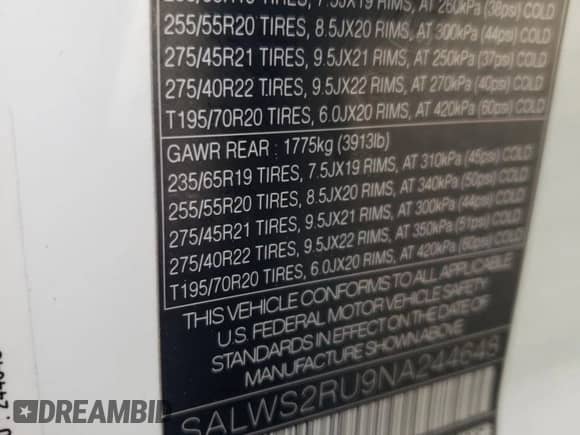 255/55R20 TIRES, 8.5JX20 RIMS, AT 300kPa (44psi) COLD
275/45R21 TIRES, 9.5JX21 RIMS, AT 250kPa (37psi) COLD
275/40R22 TIRES, 9.5JX22 RIMS, AT 270kPa (40psi) COLD
T195/70R20 TIRES, 6.0JX20 RIMS, AT 420kPa (60psi) COLD
GAWR REAR : 1775kg (3913lb)
235/65R19 TIRES, 7.5JX19 RIMS, AT 310kPa (45psi) COLD
255/55R20 TIRES, 8.5JX20 RIMS, AT 340kPa (50psi) COLD
275/45R21 TIRES, 9.5JX21 RIMS, AT 300kPa (44psi) COLD
275/40R22 TIRES, 9.5JX22 RIMS, AT 350kPa (51psi) COLD
T195/70R20 TIRES, 6.0JX20 RIMS, AT 420kPa (60psi) COLD
THIS VEHICLE CONFORMS TO ALL APPLICABLE
U.S. FEDERAL MOTOR VEHICLE SAFETY
STANDARDS IN EFFECT ON THE DATE OF
MANUFACTURE SHOWN ABOVE
SALWS2RU9NA244648
DEALERS
GUIDE.COM